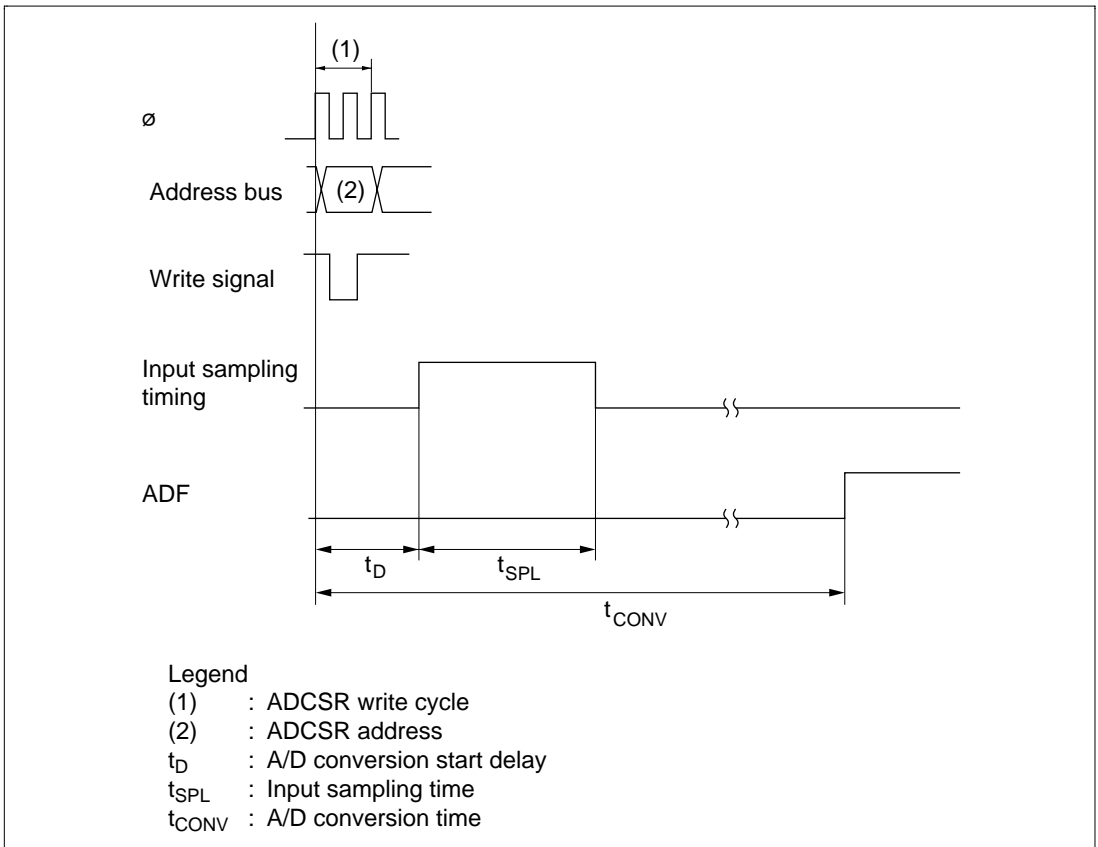 (1)
ø
Address bus
(2)
Write signal
Input sampling
timing
ADF
tD
tSPL
tCONV
Legend
(1) : ADCSR write cycle
(2) : ADCSR address
tD : A/D conversion start delay
tSPL : Input sampling time
tCONV : A/D conversion time